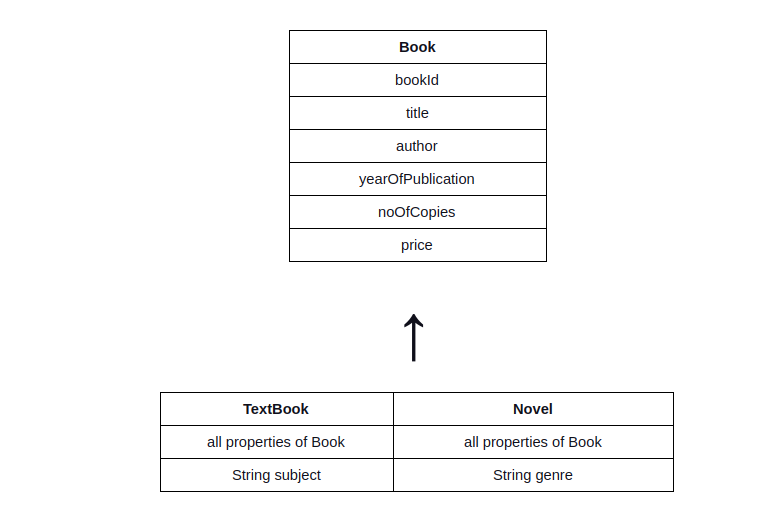 Book
bookId
title
author
yearOfPublication
noOfCopies
price
TextBook Novel
all properties of Book all properties of Book
String subject String genre